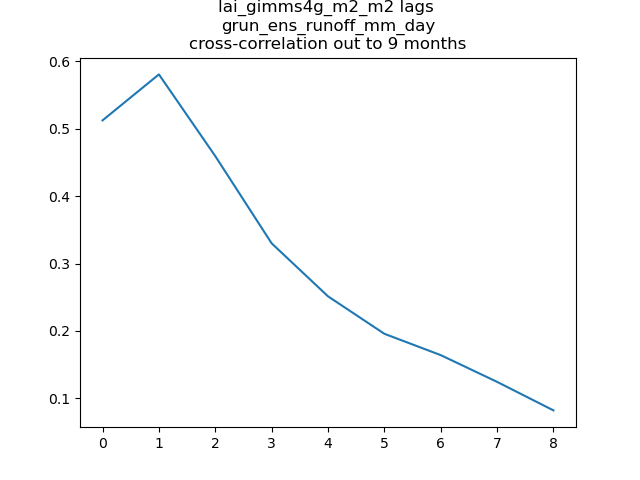 lai_gimms4g_m2_m2 lags
grun_ens_runoff_mm_day
cross-correlation out to 9 months
0.6
0.5
0.4
0.3
0.2
0.1
0 1 2 3 4 5 6 7 8